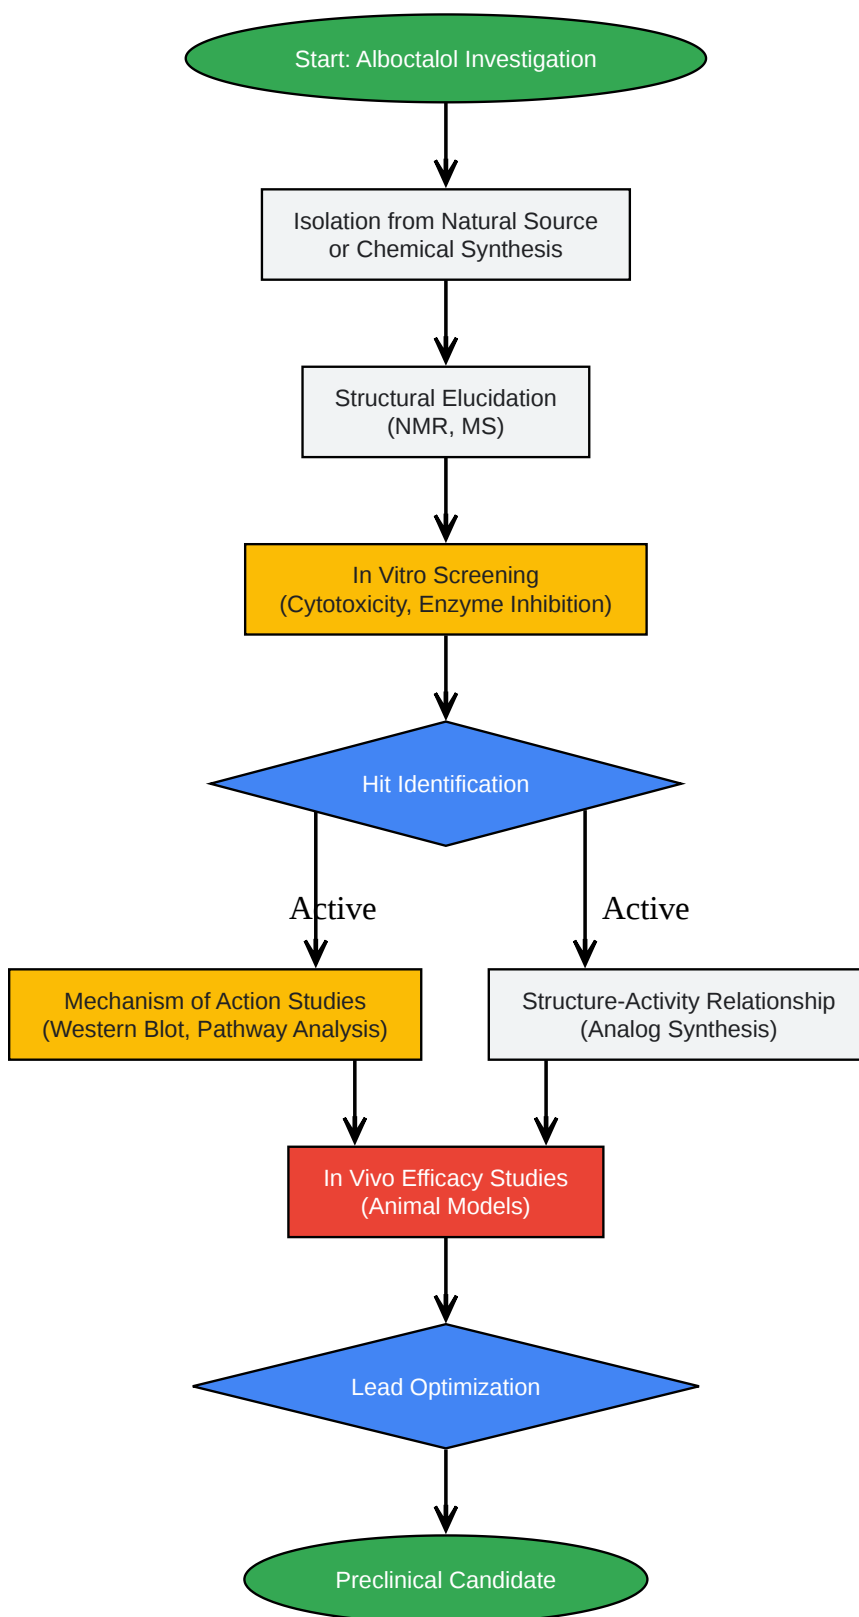 Start: Alboctalol Investigation
Isolation from Natural Source
or Chemical Synthesis
Structural Elucidation
(NMR, MS)
In Vitro Screening
(Cytotoxicity, Enzyme Inhibition)
Hit Identification
Active
Active
Mechanism of Action Studies
(Western Blot, Pathway Analysis)
Structure-Activity Relationship
(Analog Synthesis)
In Vivo Efficacy Studies
(Animal Models)
Lead Optimization
Preclinical Candidate